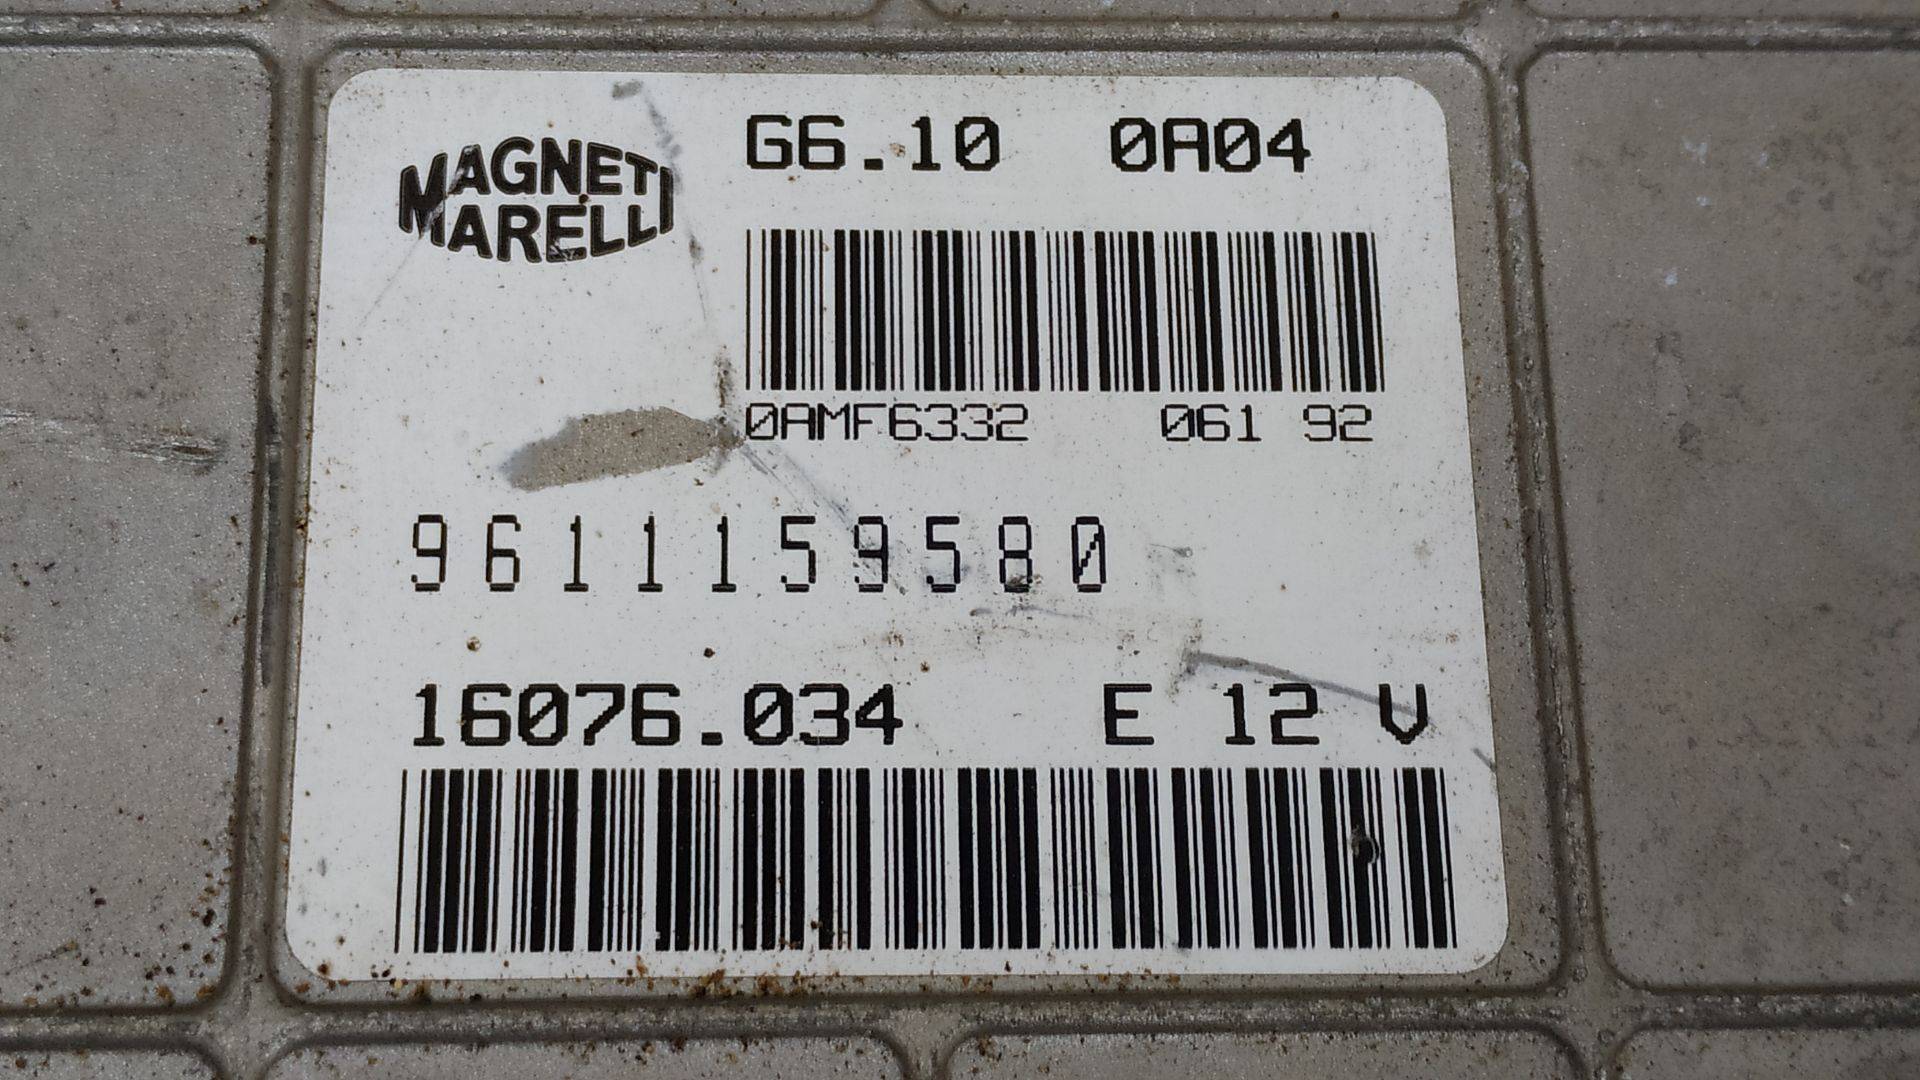 MAGNETI
MARELLI
G6.10 0A04
0AMF6332 061 92
9611159580
16076.034 E 12 V